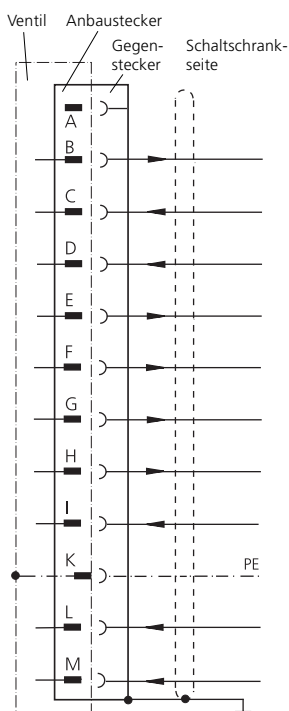 Ventil Anbaustecker
Gegen-
stecker
Schaltschrank-
seite
A
B
C
D
E
F
G
H
I
K
PE
L
M